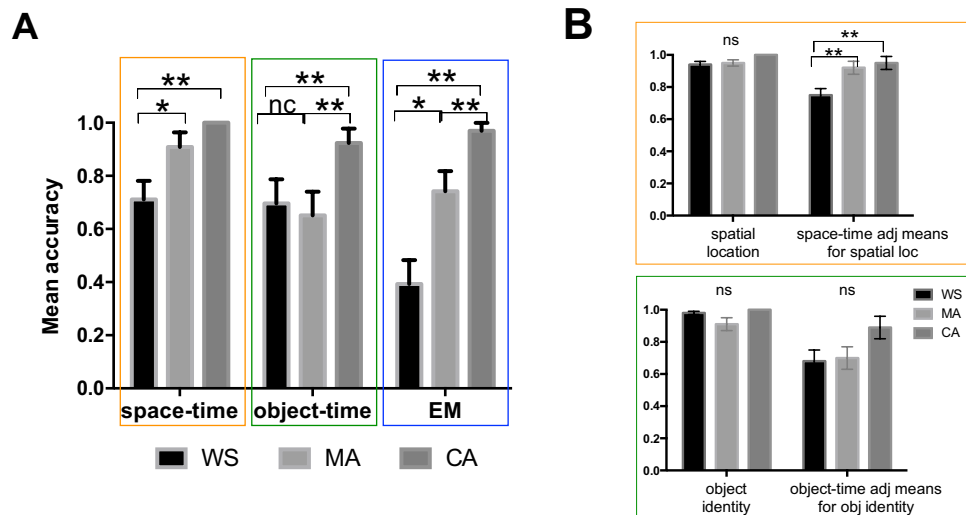 A
**
*
**
nc
**
**
*
**
Mean accuracy
1.0
0.8
0.6
0.4
0.2
0.0
space-time
object-time
EM
WS
MA
CA
B
ns
**
**
1.0
0.8
0.6
0.4
0.2
0.0
spatial
location
space-time adj means
for spatial loc
ns
ns
1.0
0.8
0.6
0.4
0.2
0.0
WS
MA
CA
object
identity
object-time adj means
for obj identity